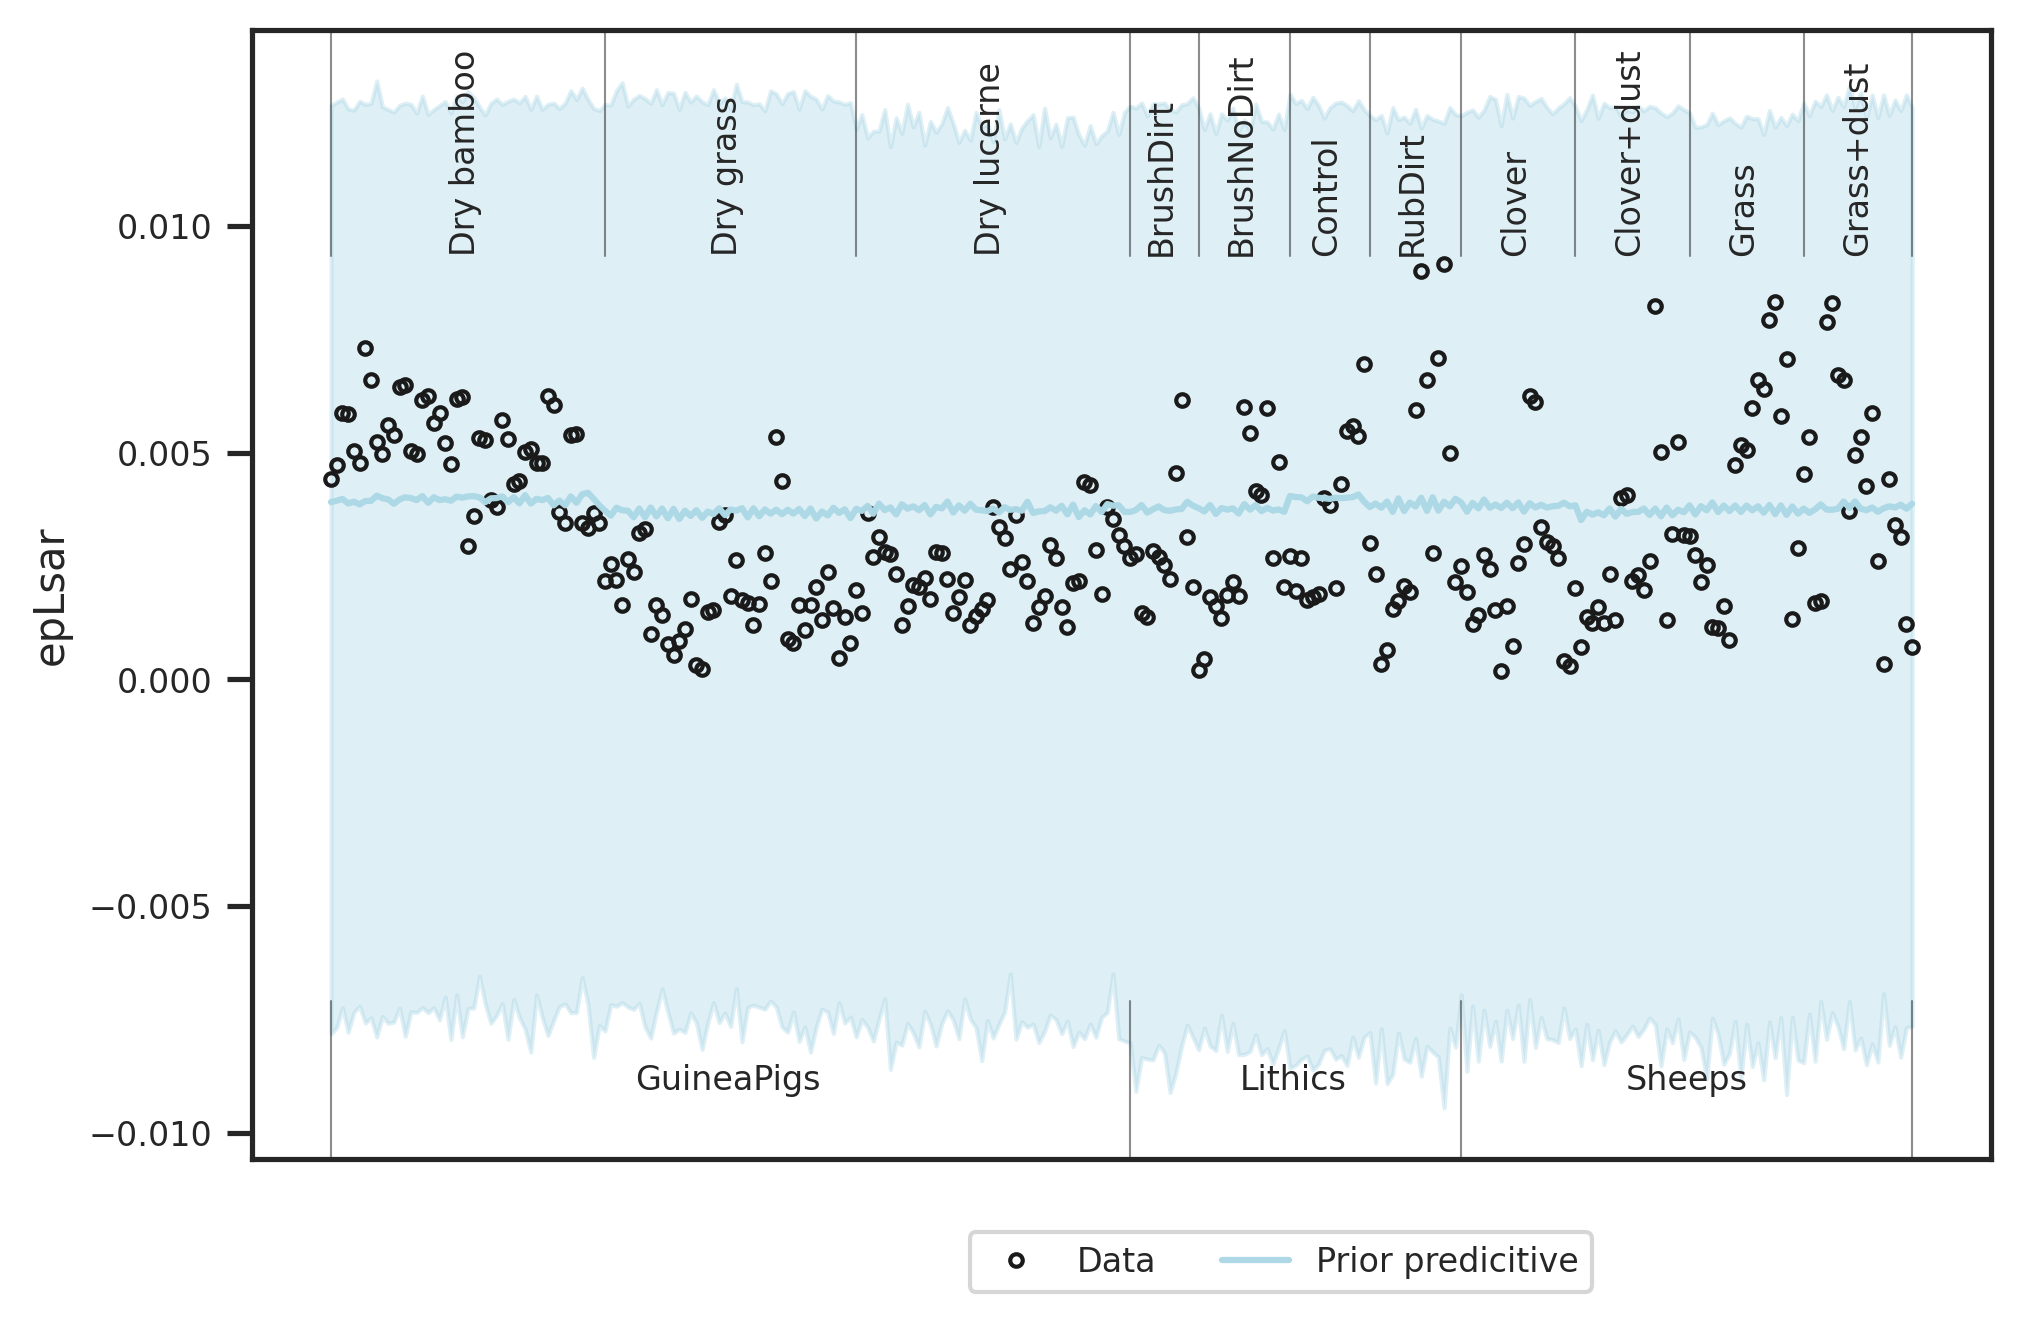 Dry bamboo
Dry grass
Dry lucerne
BrushDirt
BrushNoDirt
Control
RubDirt
Clover
Clover+dust
Grass
Grass+dust
0.010
0.005
0.000
−0.005
−0.010
epLsar
GuineaPigs
Lithics
Sheeps
Data
Prior predicitive